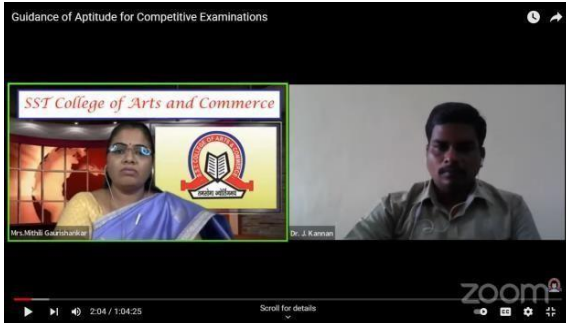 Guidance of Aptitude for Competitive Examinations
SST College of Arts and Commerce
Mrs.Mithili Gaurishankar
Dr. J. Kannan
zoom
2:04 / 1:04:25
Scroll for details
CC